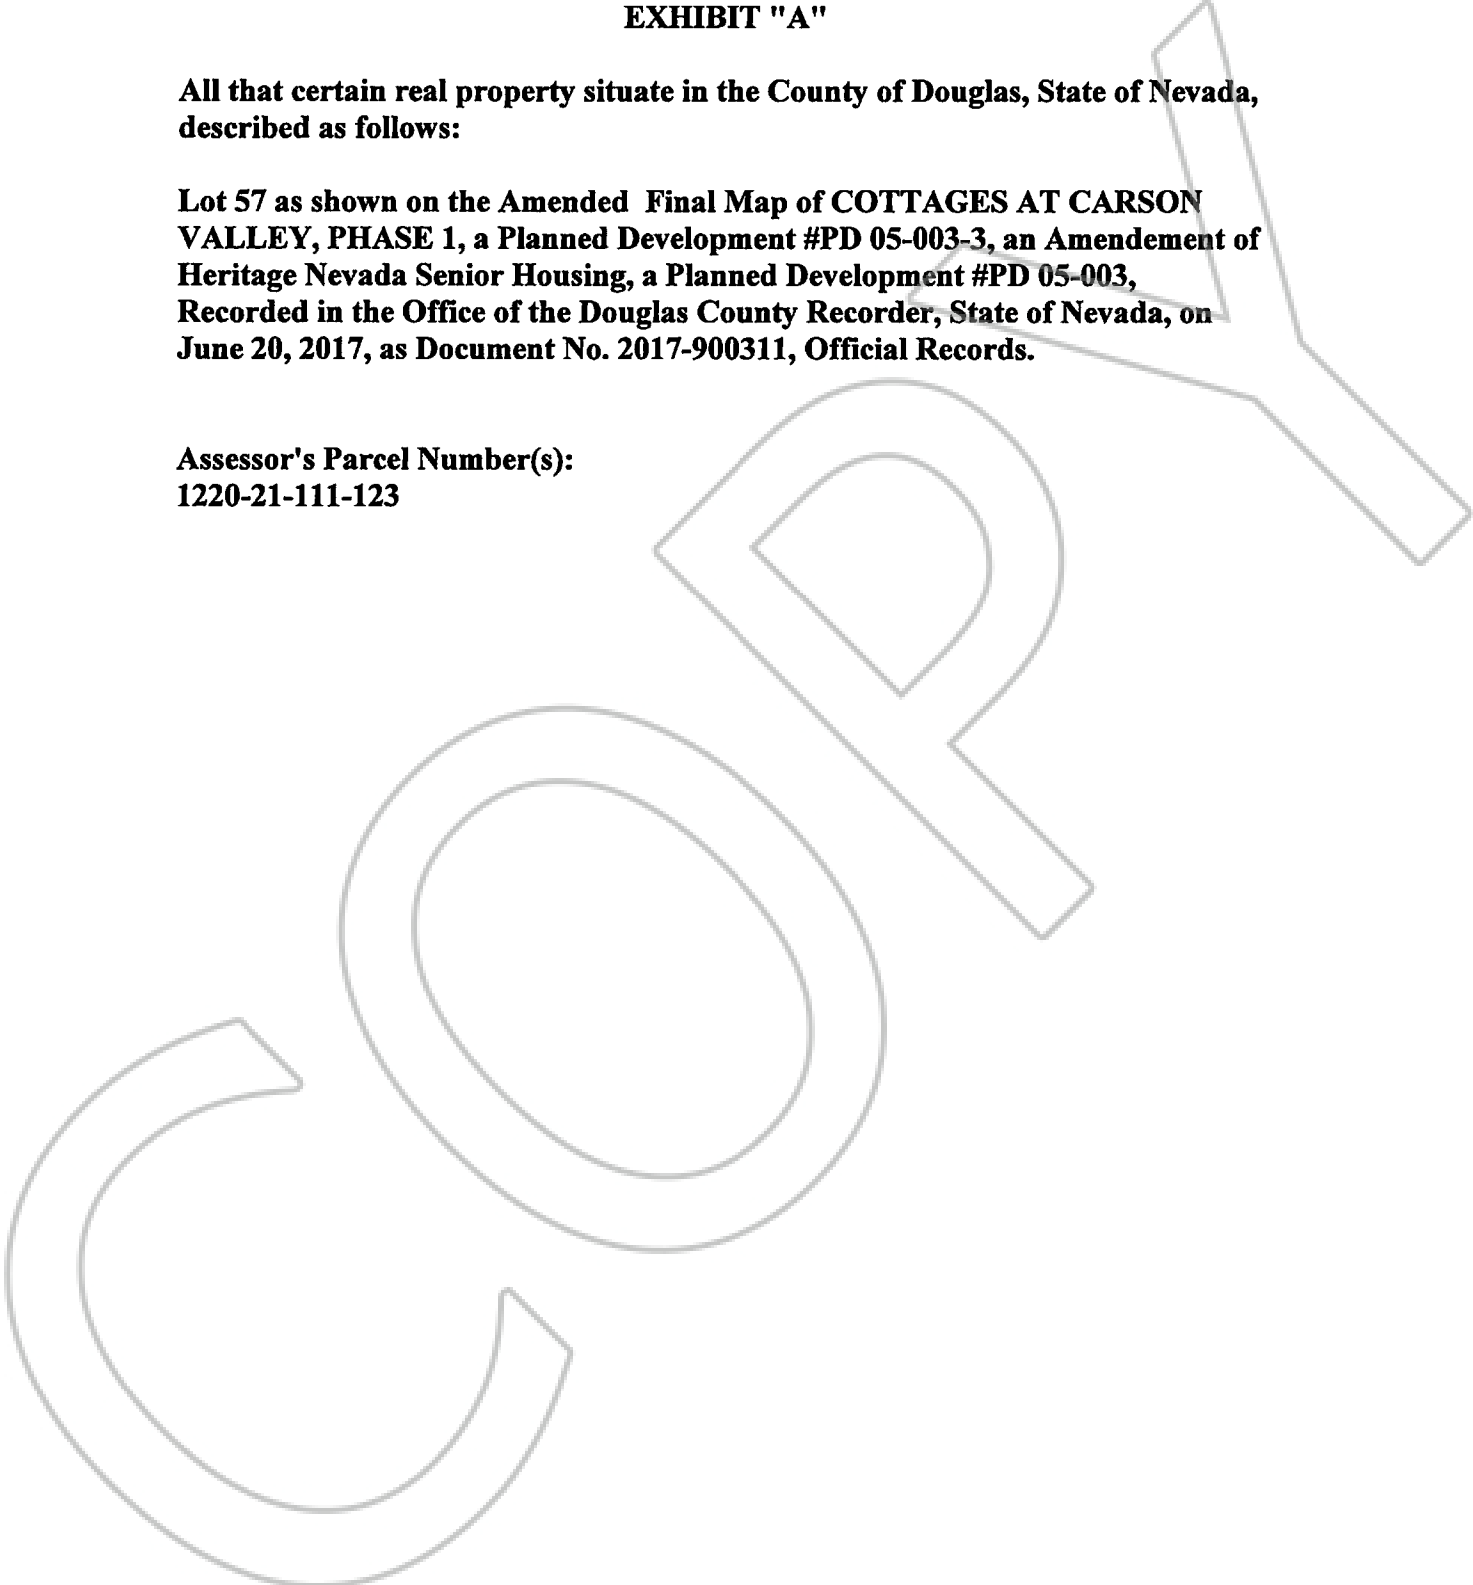 EXHIBIT "A"
All that certain real property situate in the County of Douglas, State of Nevada,
described as follows:
Lot 57 as shown on the Amended Final Map of COTTAGES AT CARSON
VALLEY, PHASE 1, a Planned Development #PD 05-003-3, an Amendement of
Heritage Nevada Senior Housing, a Planned Development #PD 05-003,
Recorded in the Office of the Douglas County Recorder, State of Nevada, on
June 20, 2017, as Document No. 2017-900311, Official Records.
Assessor's Parcel Number(s):
1220-21-111-123
COPY